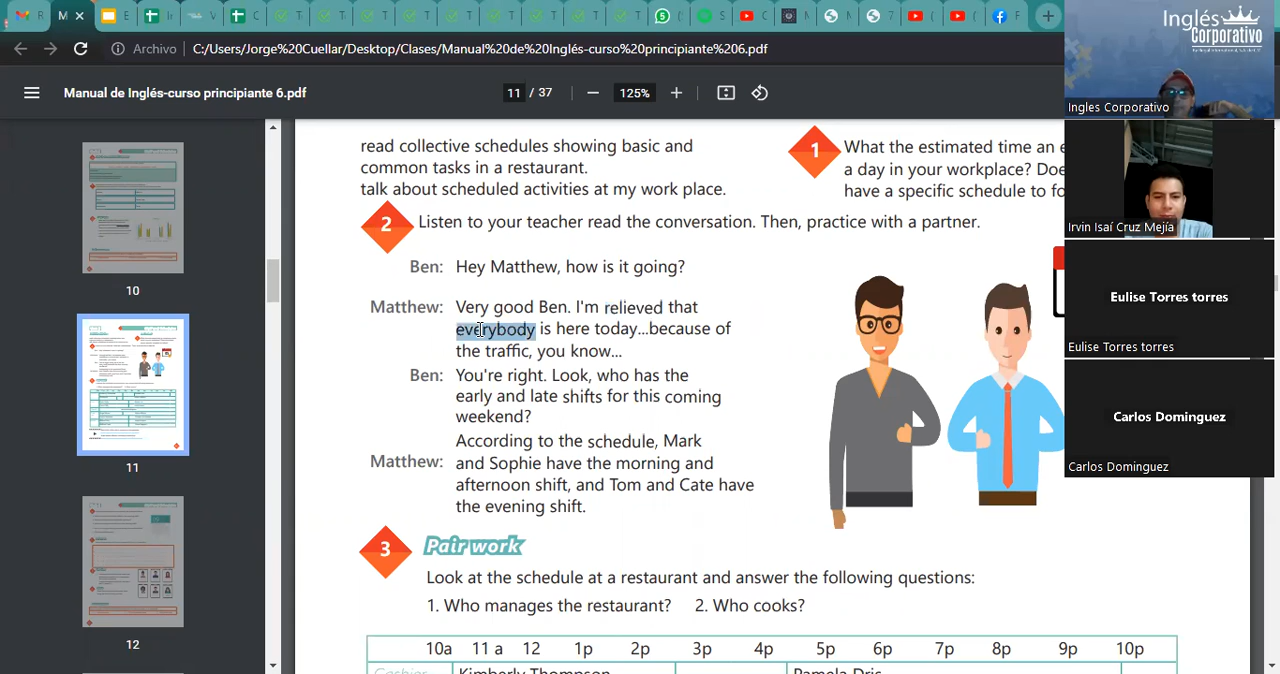 Archivo C:/Users/Jorge%20Cuellar/Desktop/Clases/Manual%20de%20Inglés-curso%20principiante%206.pdf
Manual de Inglés-curso principiante 6.pdf
11 / 37
125%
10
11
12
read collective schedules showing basic and
common tasks in a restaurant.
talk about scheduled activities at my work place.
1
What the estimated time an e
a day in your workplace? Doe
have a specific schedule to fo
2
Listen to your teacher read the conversation. Then, practice with a partner.
Ben: Hey Matthew, how is it going?
Matthew: Very good Ben. I'm relieved that
everybody is here today...because of
the traffic, you know...
Ben: You're right. Look, who has the
early and late shifts for this coming
weekend?
According to the schedule, Mark
Matthew: and Sophie have the morning and
afternoon shift, and Tom and Cate have
the evening shift.
3
Pair work
Look at the schedule at a restaurant and answer the following questions:
1. Who manages the restaurant? 2. Who cooks?
10a 11 a 12 1p 2p 3p 4p 5p 6p 7p 8p 9p 10p
Cashier Kimberly Thompson Pamela Dris
Inglés
Corporativo
Ingles Corporativo
Irvin Isaí Cruz Mejía
Eulise Torres torres
Eulise Torres torres
Carlos Dominguez
Carlos Dominguez